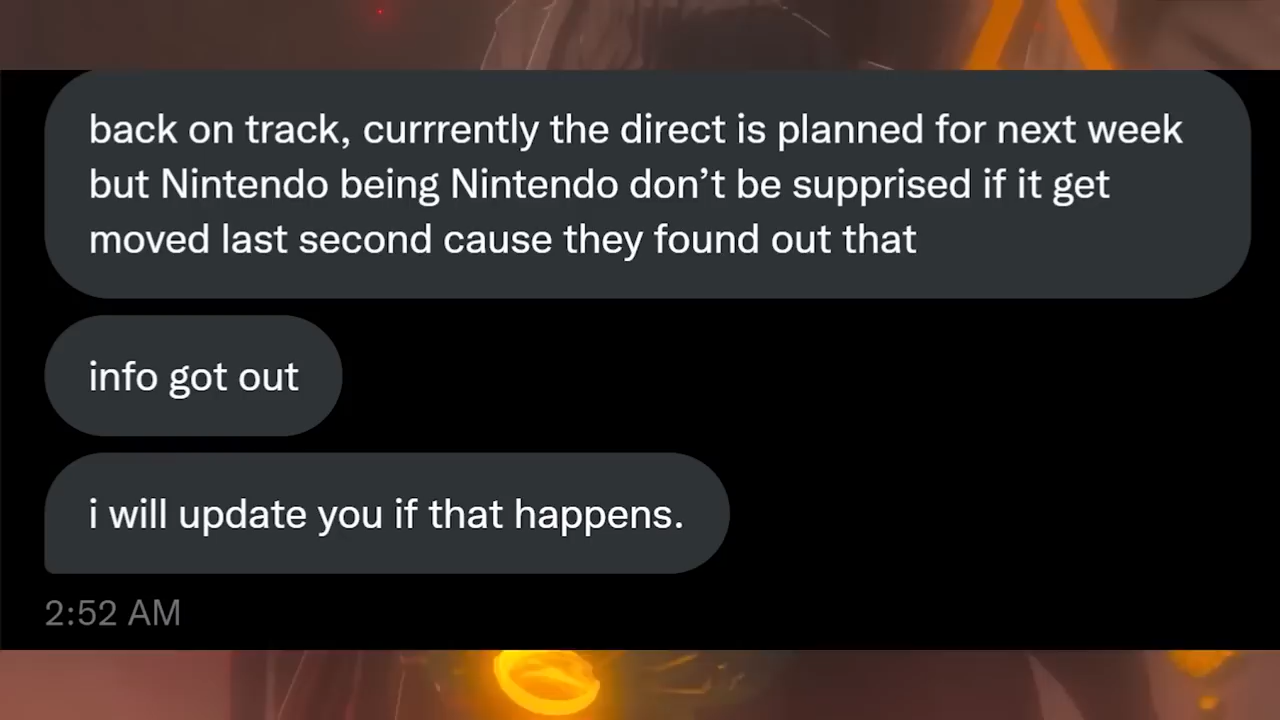 back on track, currrently the direct is planned for next week
but Nintendo being Nintendo don’t be supprised if it get
moved last second cause they found out that
info got out
i will update you if that happens.
2:52 AM